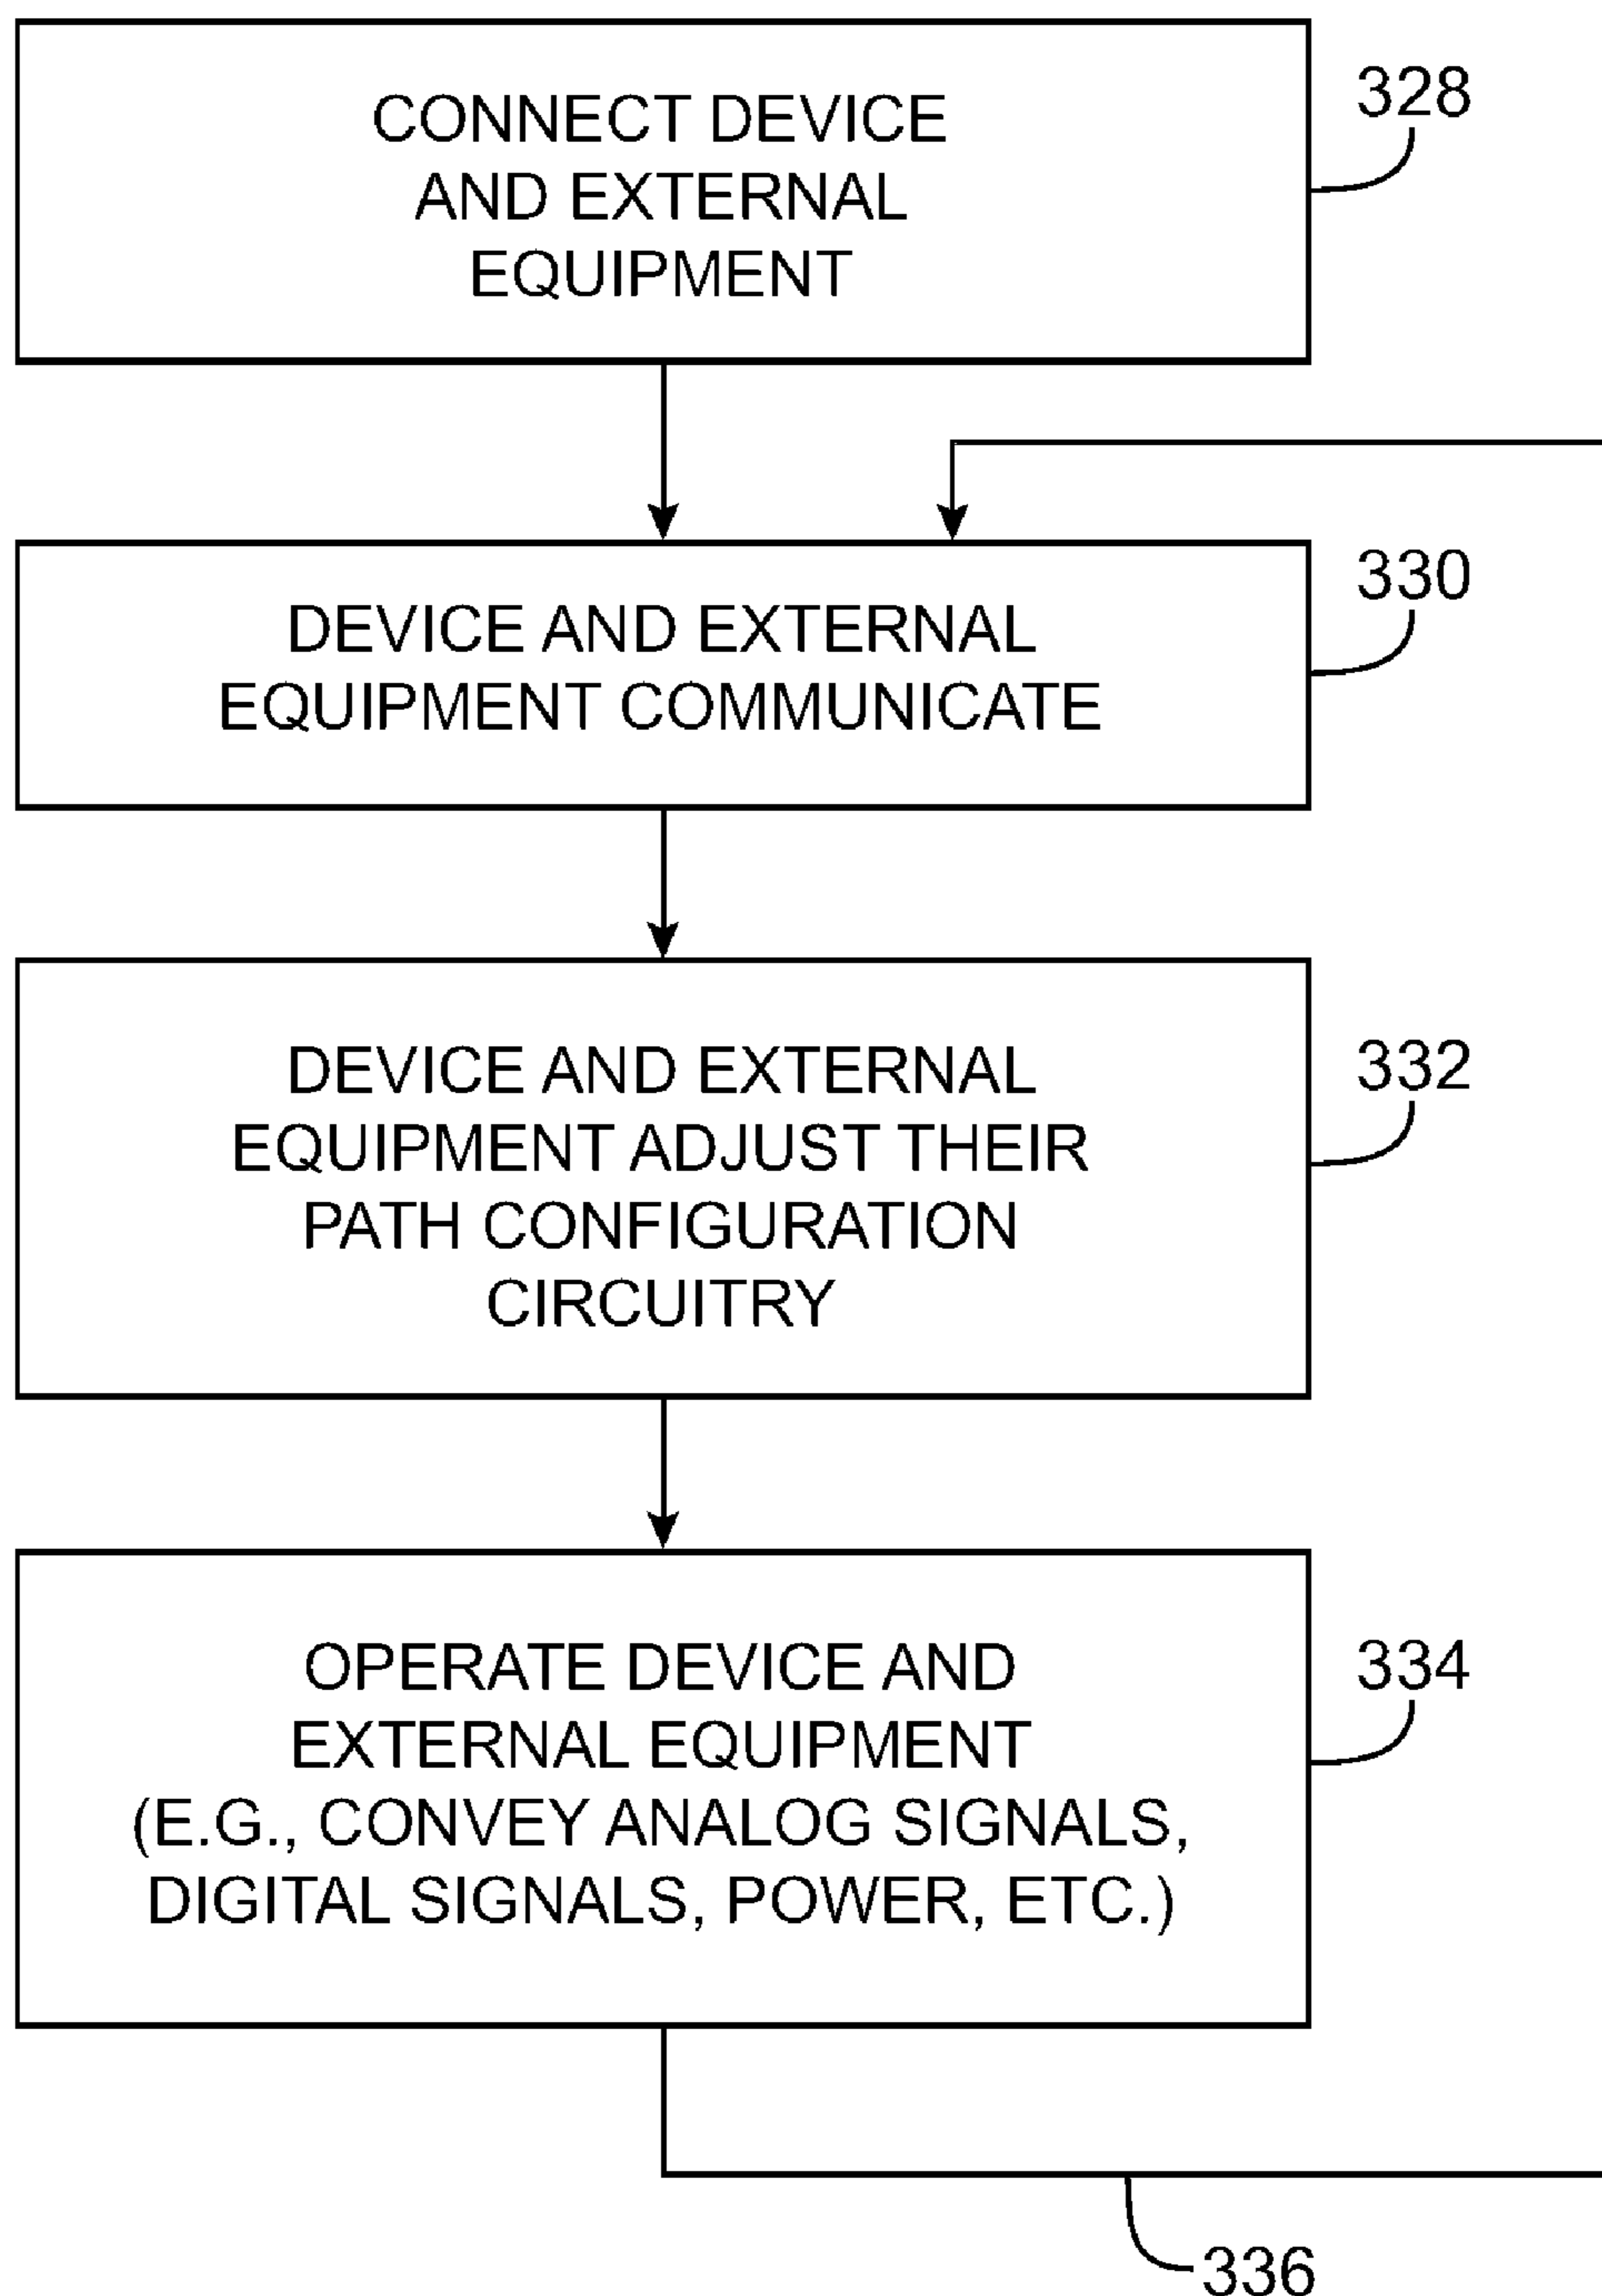 CONNECT DEVICE
AND EXTERNAL
EQUIPMENT
328
DEVICE AND EXTERNAL
EQUIPMENT COMMUNICATE
330
DEVICE AND EXTERNAL
EQUIPMENT ADJUST THEIR
PATH CONFIGURATION
CIRCUITRY
332
OPERATE DEVICE AND
EXTERNAL EQUIPMENT
(E.G., CONVEY ANALOG SIGNALS,
DIGITAL SIGNALS, POWER, ETC.)
334
336